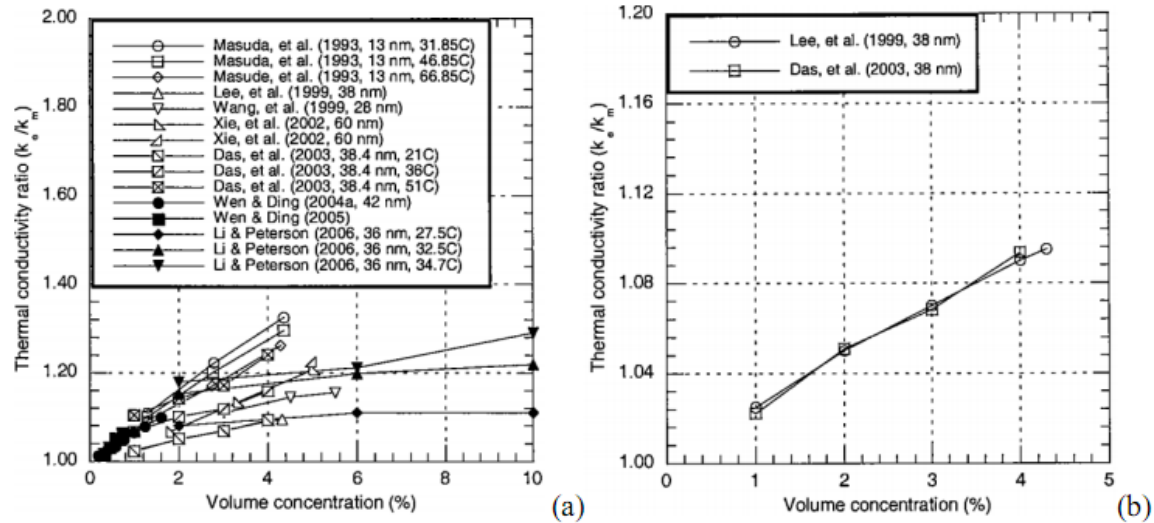 2.00
1.80
1.60
1.40
1.20
1.00
Thermal conductivity ratio (k_e/k_m)
Masuda, et al. (1993, 13 nm, 31.85C)
Masuda, et al. (1993, 13 nm, 46.85C)
Masude, et al. (1993, 13 nm, 66.85C)
Lee, et al. (1999, 38 nm)
Wang, et al. (1999, 28 nm)
Xie, et al. (2002, 60 nm)
Xie, et al. (2002, 60 nm)
Das, et al. (2003, 38.4 nm, 21C)
Das, et al. (2003, 38.4 nm, 36C)
Das, et al. (2003, 38.4 nm, 51C)
Wen & Ding (2004a, 42 nm)
Wen & Ding (2005)
Li & Peterson (2006, 36 nm, 27.5C)
Li & Peterson (2006, 36 nm, 32.5C)
Li & Peterson (2006, 36 nm, 34.7C)
0 2 4 6 8 10
Volume concentration (%)
(a)
1.20
1.16
1.12
1.08
1.04
1.00
Thermal conductivity ratio (k_e/k_m)
Lee, et al. (1999, 38 nm)
Das, et al. (2003, 38 nm)
0 1 2 3 4 5
Volume concentration (%)
(b)